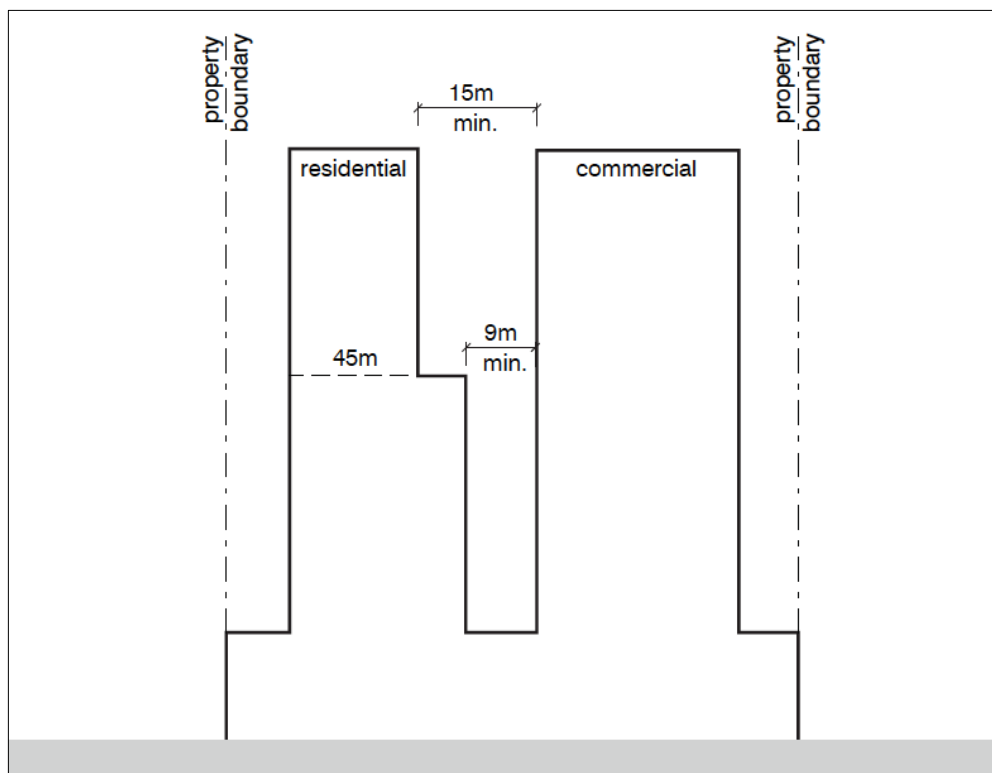 property
boundary
property
boundary
15m
min.
residential
commercial
9m
min.
45m